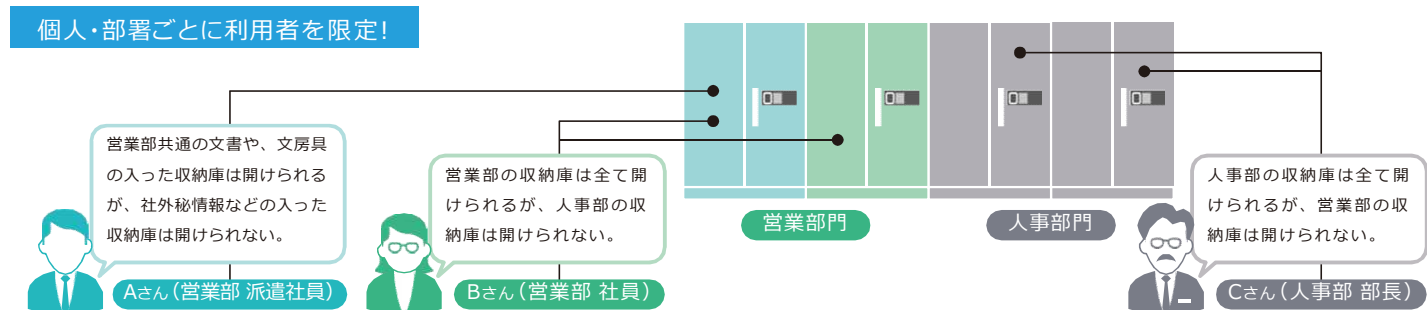 個人・部署ごとに利用者を限定!
営業部共通の文書や、文房具
の入った収納庫は開けられる
が、社外秘情報などの入った
収納庫は開けられない。
Aさん(営業部 派遣社員)
営業部の収納庫は全て開
けられるが、人事部の収
納庫は開けられない。
Bさん(営業部 社員)
営業部門
人事部門
人事部の収納庫は全て開
けられるが、営業部の収
納庫は開けられない。
Cさん(人事部 部長)